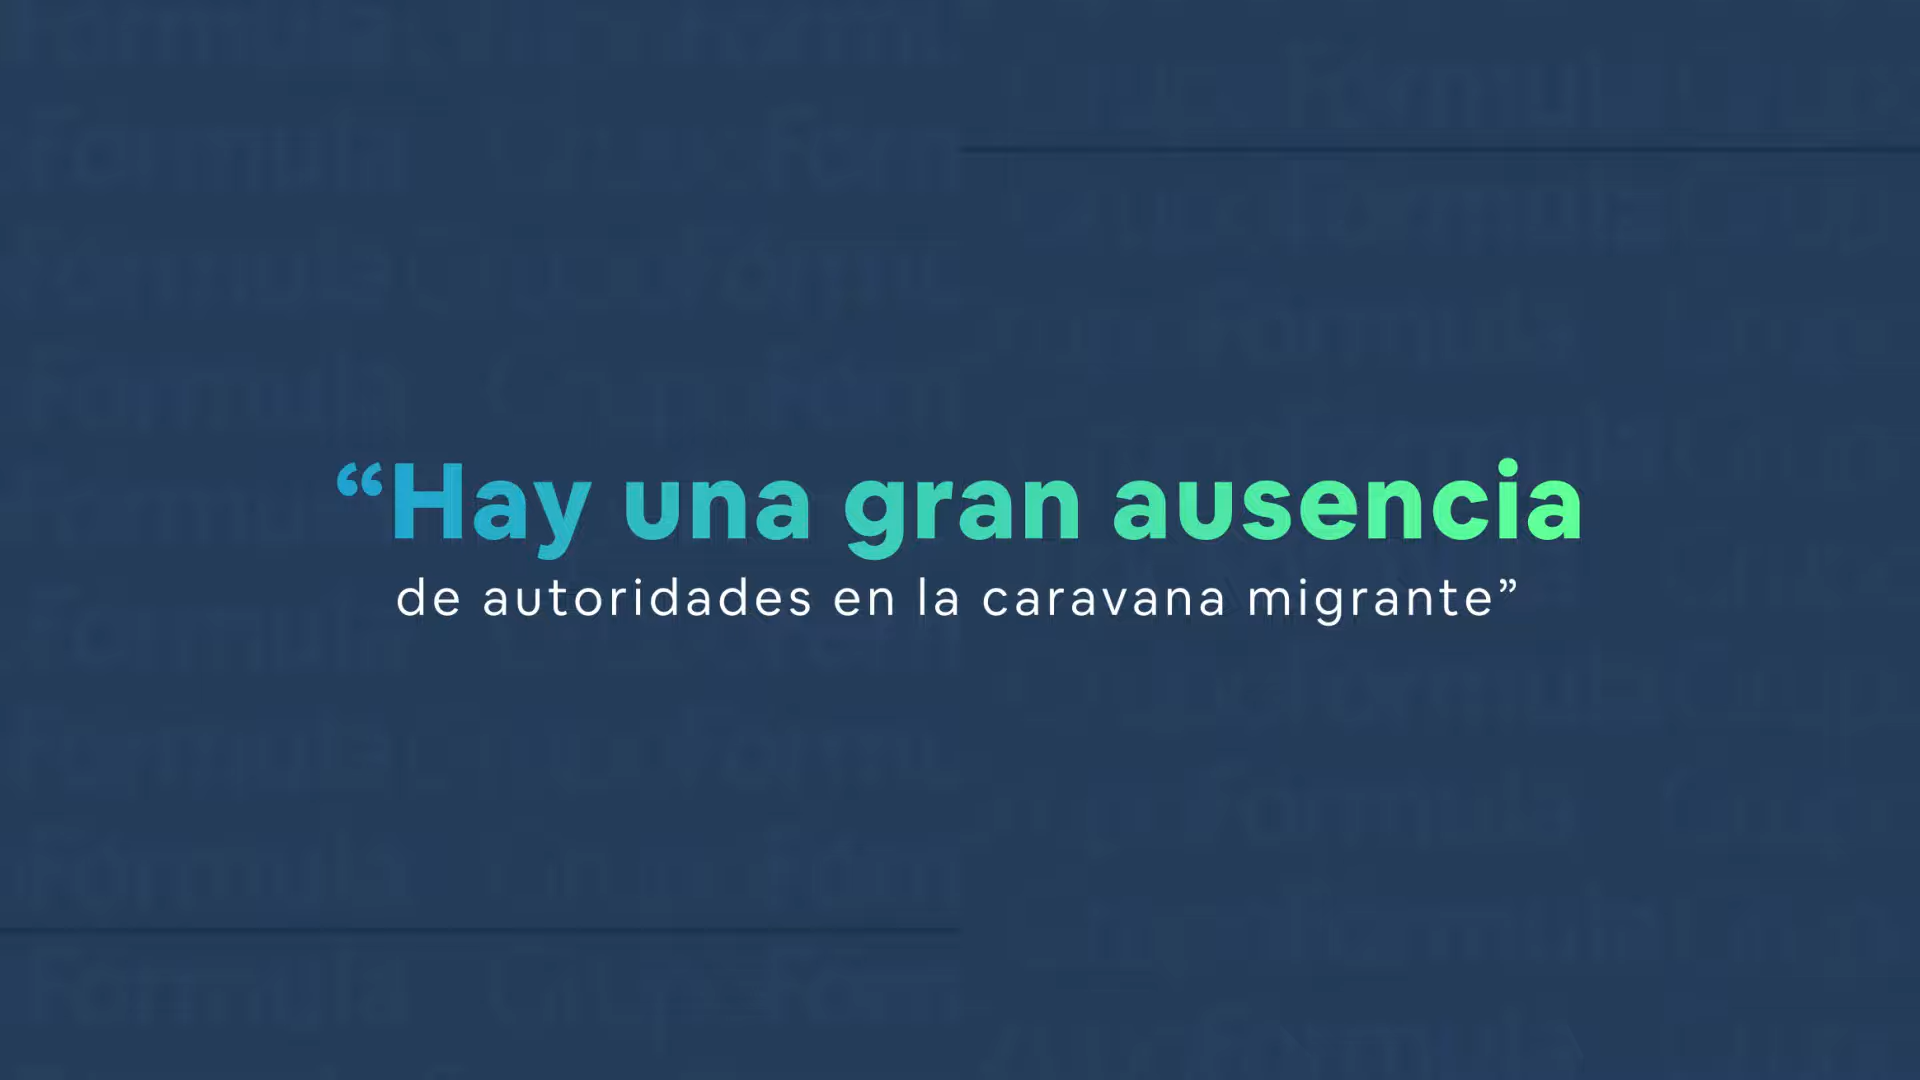 “Hay una gran ausencia
de autoridades en la caravana migrante”